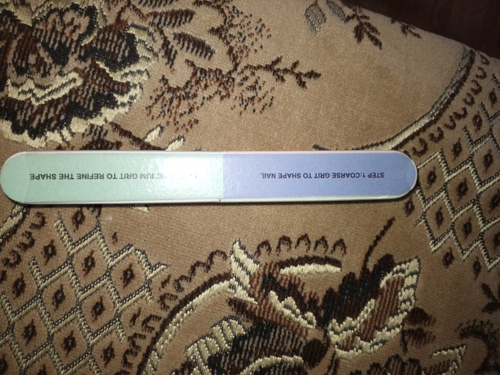 STEP 1:COARSE GRIT TO SHAPE NAIL
GRIT TO REFINE THE SHAPE